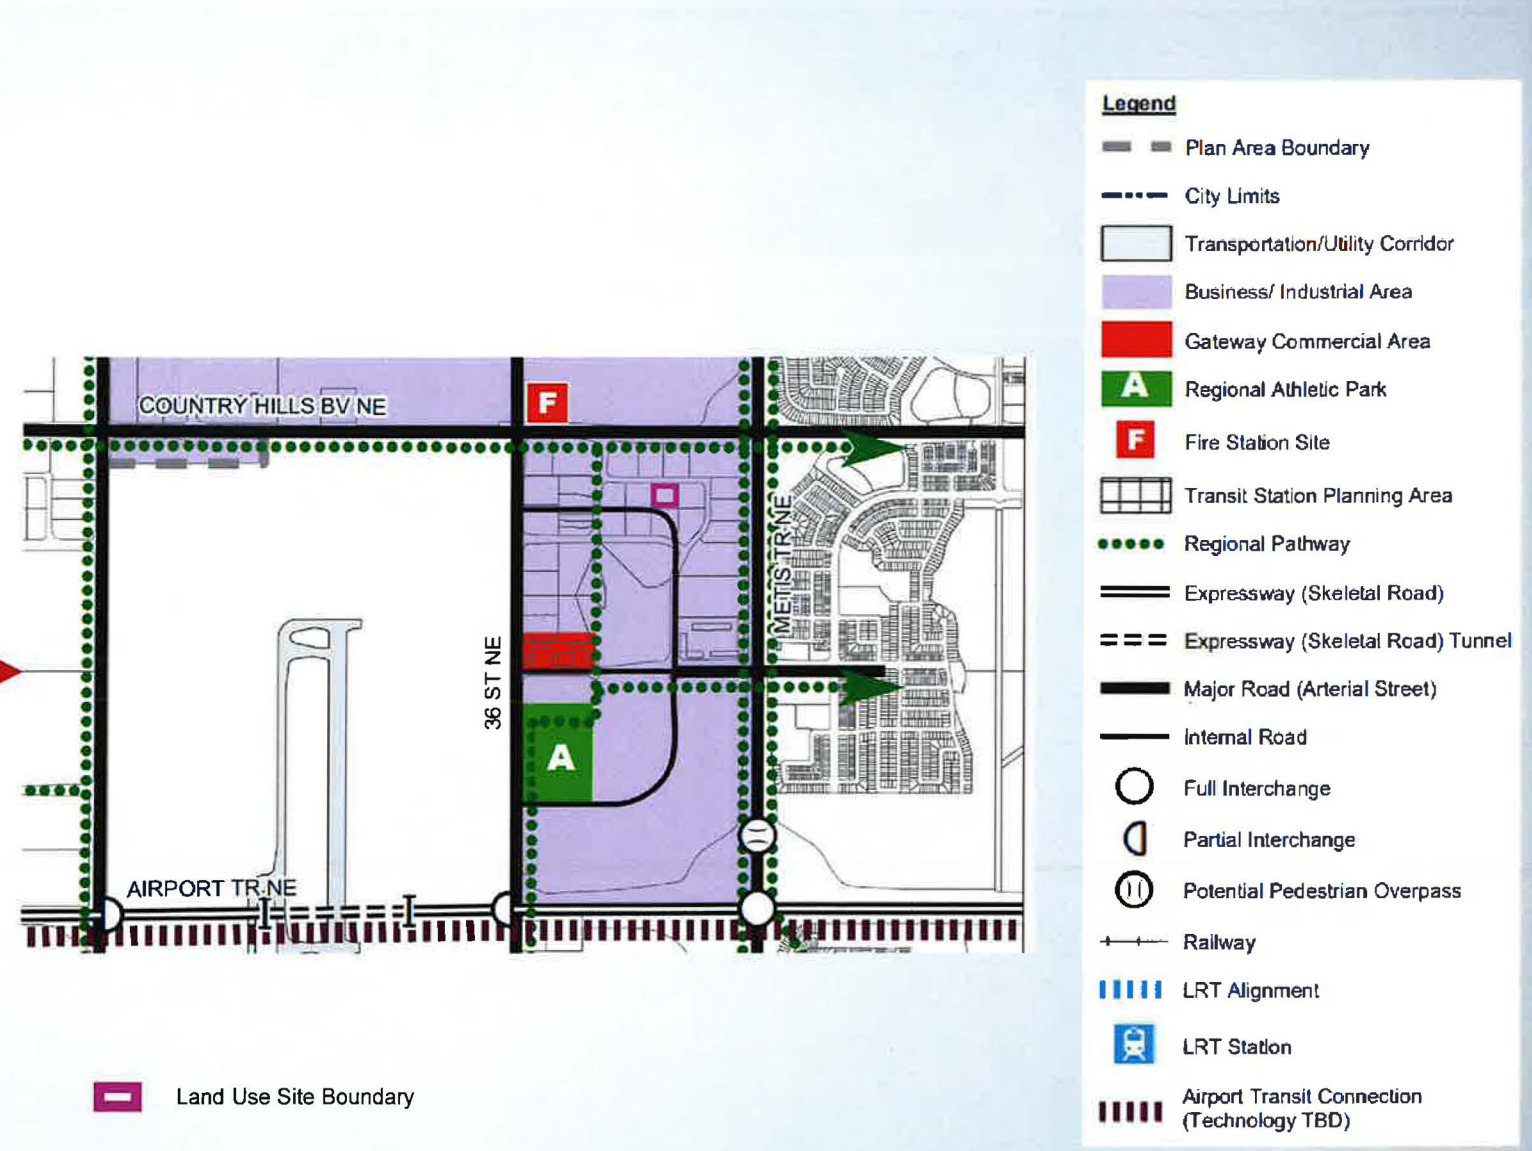 Legend
Plan Area Boundary
City Limits
Transportation/Utility Corridor
Business/ Industrial Area
Gateway Commercial Area
A
Regional Athletic Park
F
Fire Station Site
Transit Station Planning Area
Regional Pathway
Expressway (Skeletal Road)
Expressway (Skeletal Road) Tunnel
Major Road (Arterial Street)
Internal Road
Full Interchange
Partial Interchange
Potential Pedestrian Overpass
Railway
LRT Alignment
LRT Station
Airport Transit Connection
(Technology TBD)
COUNTRY HILLS BV NE
F
METIS TR NE
36 ST NE
A
AIRPORT TR NE
Land Use Site Boundary